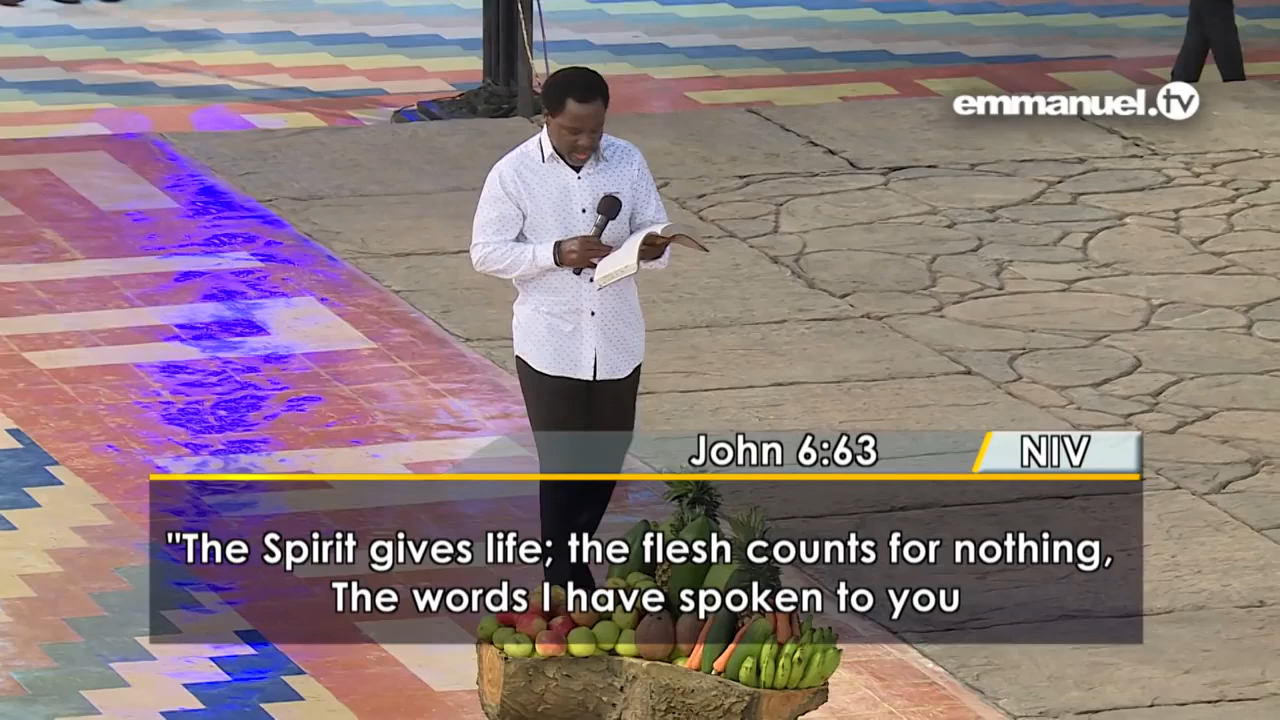 emmanuel.tv
John 6:63 NIV
"The Spirit gives life; the flesh counts for nothing,
The words I have spoken to you